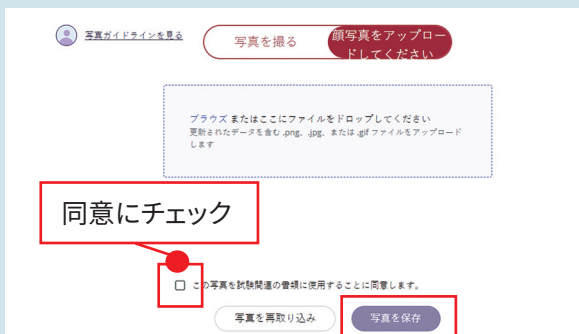 写真ガイドラインを見る
写真を撮る
顔写真をアップロー
ドしてください
ブラウズ またはここにファイルをドロップしてください
更新されたデータを含む .png、.jpg、または .gif ファイルをアップロード
します
同意にチェック
この写真を試験関連の書類に使用することに同意します。
写真を再取り込み
写真を保存